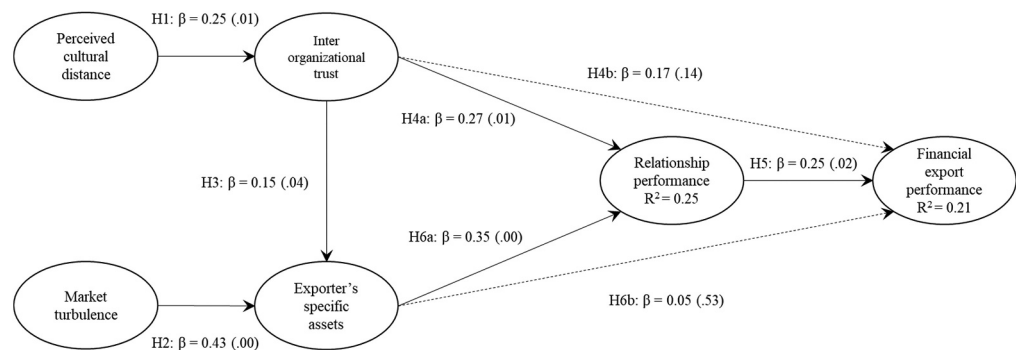 H1: β = 0.25 (.01)
Perceived
cultural
distance
Inter
organizational
trust
H4b: β = 0.17 (.14)
H4a: β = 0.27 (.01)
H3: β = 0.15 (.04)
Relationship
performance
R² = 0.25
H5: β = 0.25 (.02)
Financial
export
performance
R² = 0.21
H6a: β = 0.35 (.00)
Market
turbulence
Exporter’s
specific
assets
H6b: β = 0.05 (.53)
H2: β = 0.43 (.00)